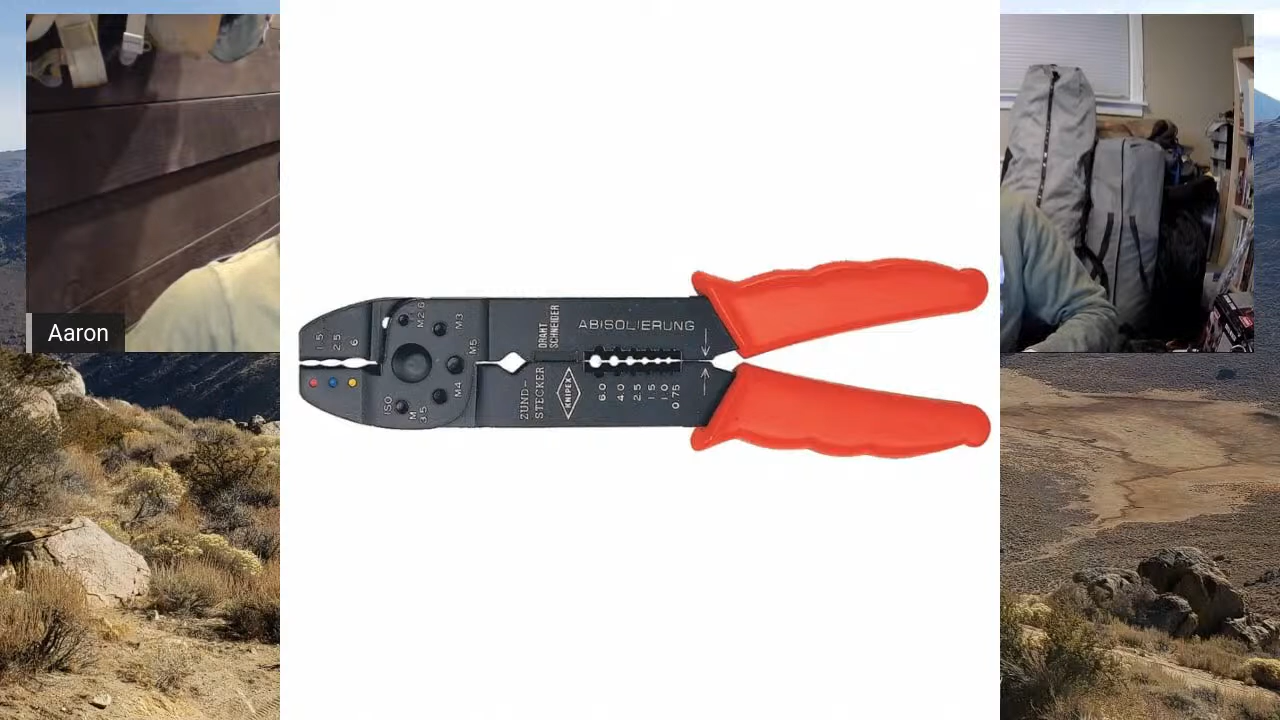 Aaron
1.5
2.5
6
M2.6
M3
M5
M4
M
3.5
ISO
DRAHT
SCHNEIDER
ABISOLIERUNG
ZÜND-
STECKER
KNIPEX
6.0
4.0
2.5
1.5
1.0
0.75